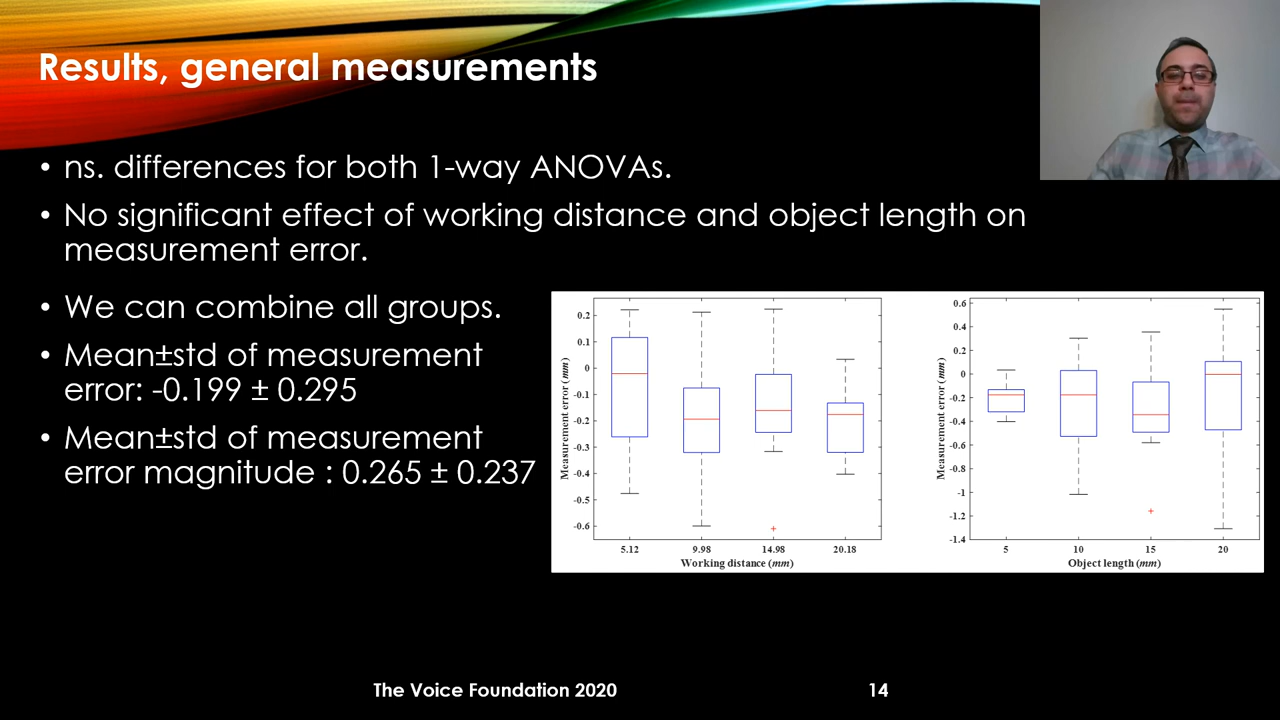 Results, general measurements
• ns. differences for both 1-way ANOVAs.
• No significant effect of working distance and object length on
measurement error.
• We can combine all groups.
• Mean±std of measurement
error: -0.199 ± 0.295
• Mean±std of measurement
error magnitude : 0.265 ± 0.237
Measurement error (mm)
0.2
0.1
0
-0.1
-0.2
-0.3
-0.4
-0.5
-0.6
5.12 9.98 14.98 20.18
Working distance (mm)
Measurement error (mm)
0.6
0.4
0.2
0
-0.2
-0.4
-0.6
-0.8
-1
-1.2
-1.4
5 10 15 20
Object length (mm)
The Voice Foundation 2020
14